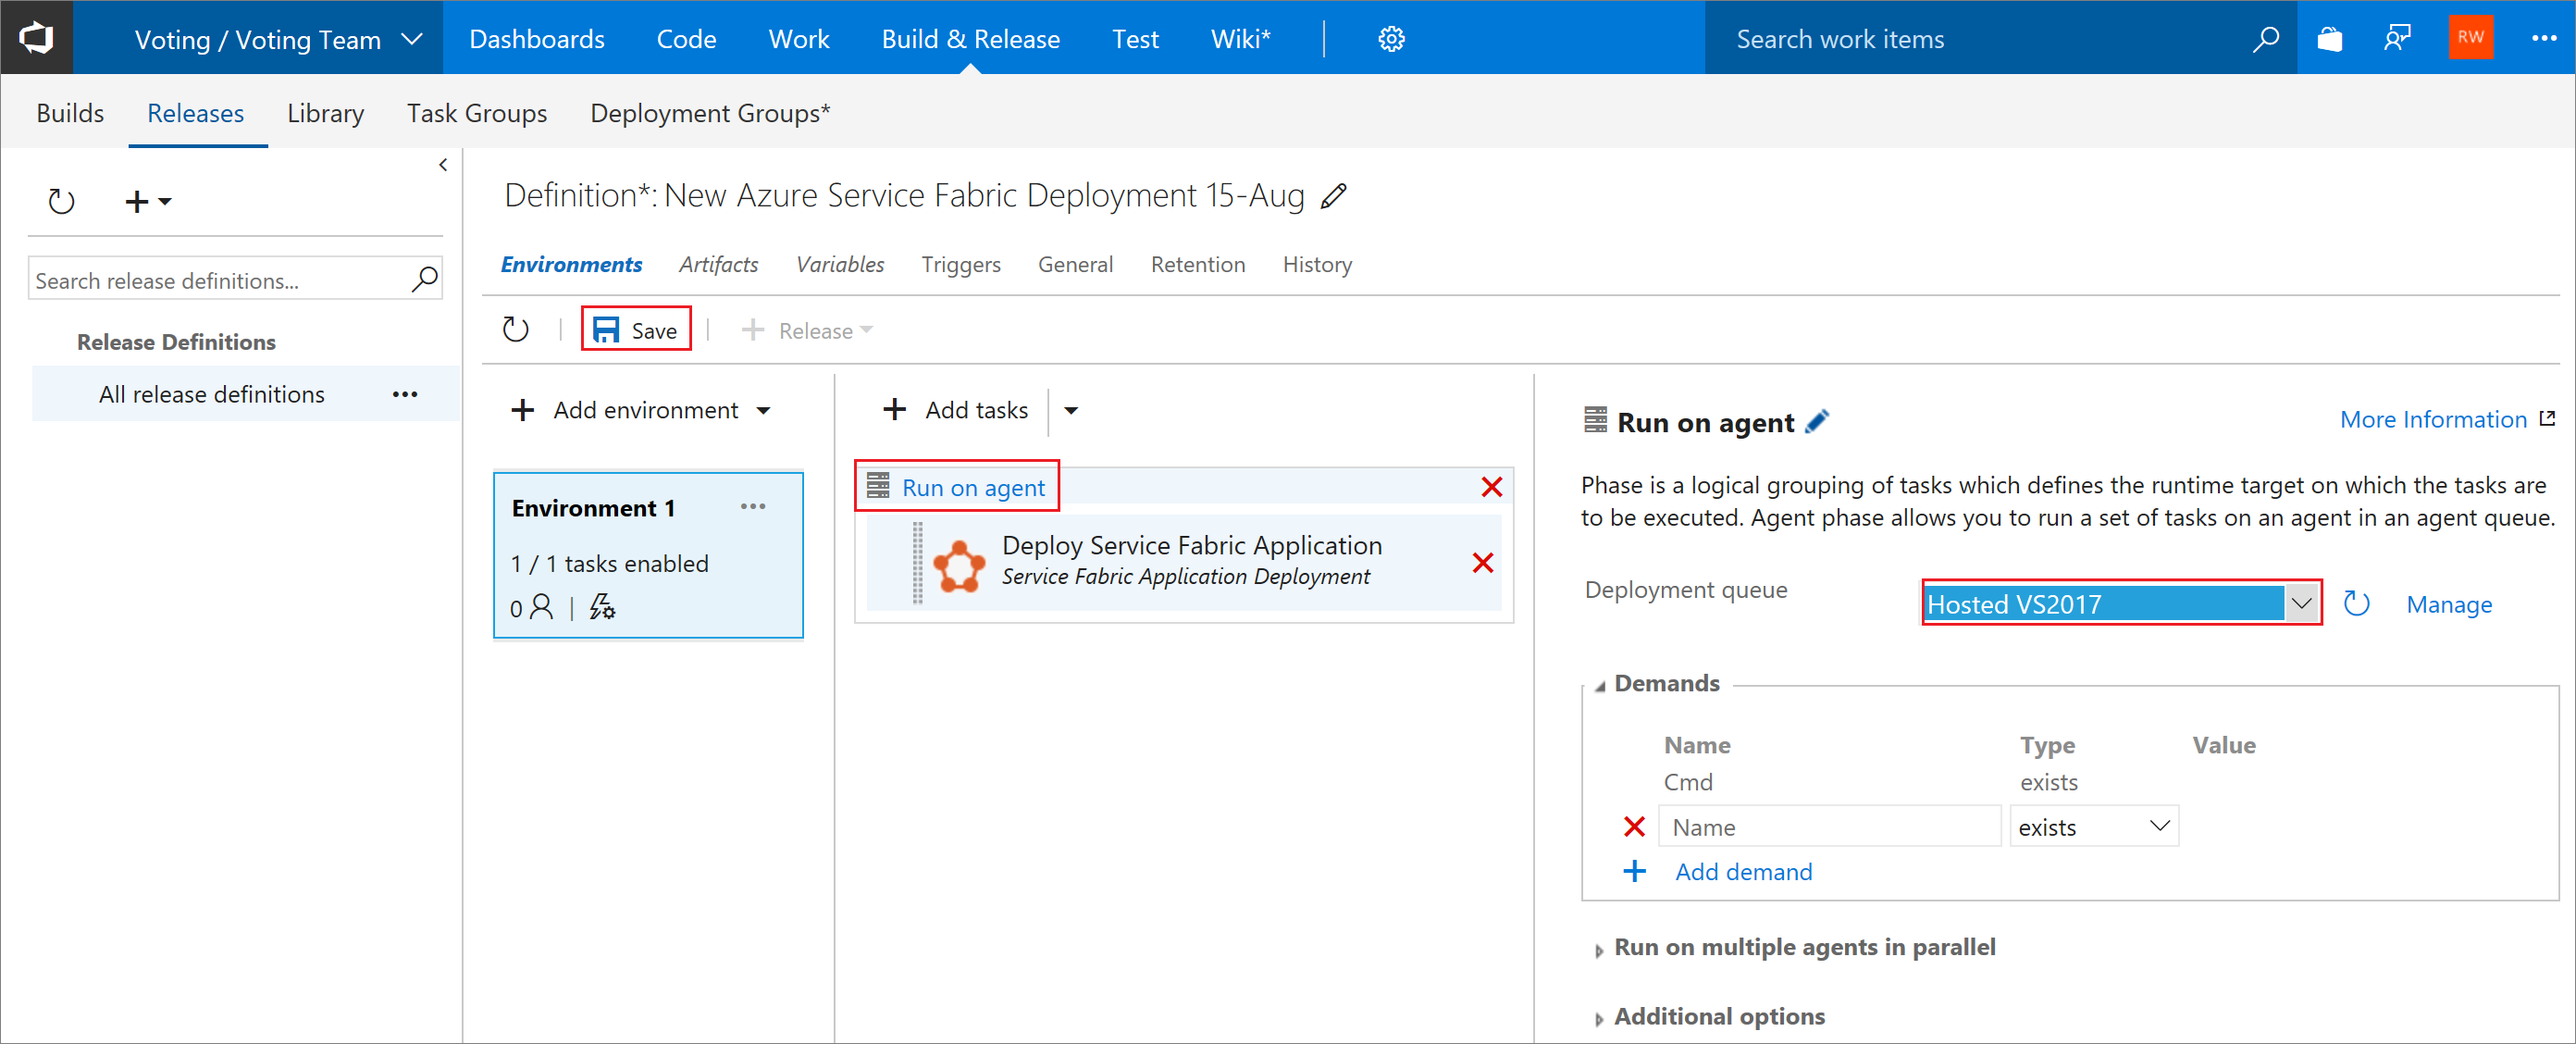 Voting / Voting Team
Dashboards
Code
Work
Build & Release
Test
Wiki*
Search work items
RW
Builds
Releases
Library
Task Groups
Deployment Groups*
Search release definitions...
Release Definitions
All release definitions
Definition*: New Azure Service Fabric Deployment 15-Aug
Environments
Artifacts
Variables
Triggers
General
Retention
History
Save
Release
Add environment
Environment 1
1 / 1 tasks enabled
0
Add tasks
Run on agent
Deploy Service Fabric Application
Service Fabric Application Deployment
Run on agent
More Information
Phase is a logical grouping of tasks which defines the runtime target on which the tasks are
to be executed. Agent phase allows you to run a set of tasks on an agent in an agent queue.
Deployment queue
Hosted VS2017
Manage
Demands
Name
Type
Value
Cmd
exists
Name
exists
Add demand
Run on multiple agents in parallel
Additional options